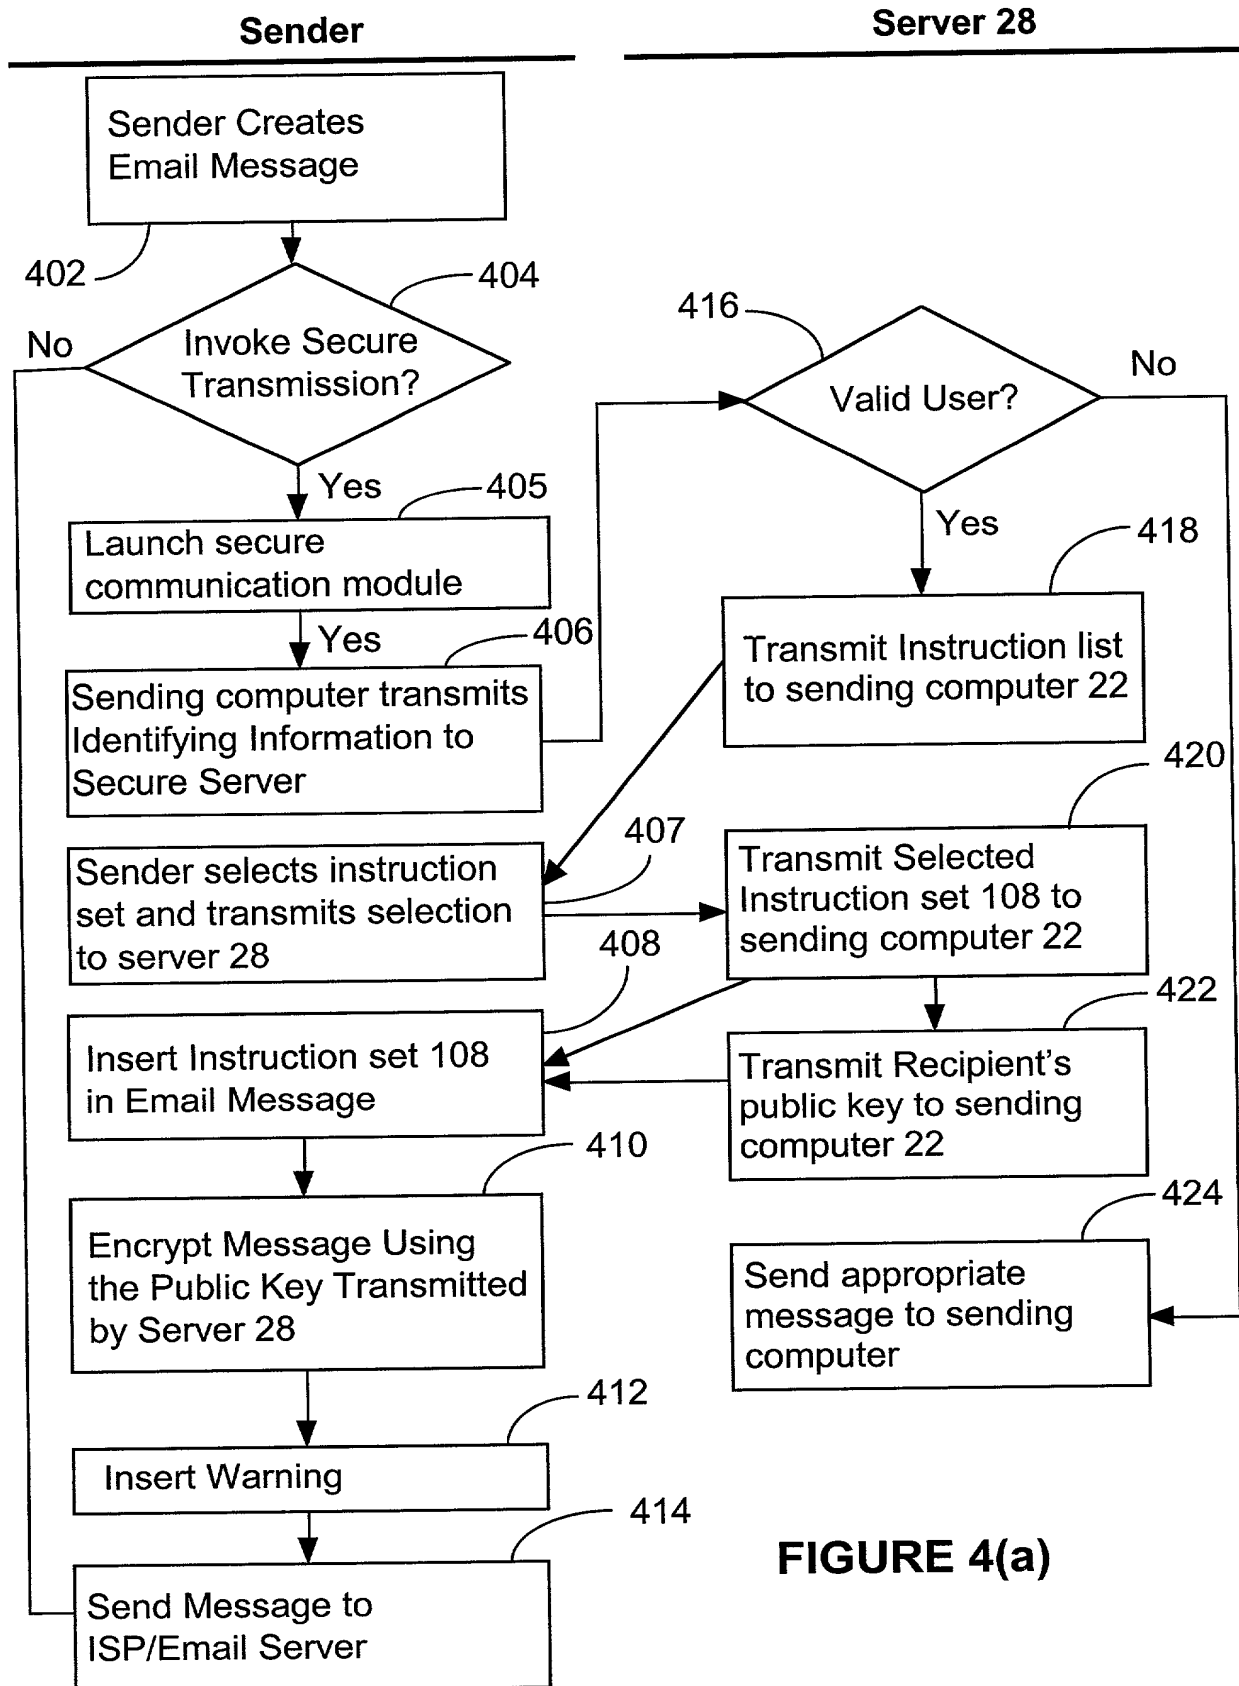 Sender
Server 28
Sender Creates
Email Message
402
404
No
Invoke Secure
Transmission?
Yes
405
Launch secure
communication module
Yes
406
Sending computer transmits
Identifying Information to
Secure Server
407
Sender selects instruction
set and transmits selection
to server 28
408
Insert Instruction set 108
in Email Message
410
Encrypt Message Using
the Public Key Transmitted
by Server 28
412
Insert Warning
414
Send Message to
ISP/Email Server
416
Valid User?
No
Yes
418
Transmit Instruction list
to sending computer 22
420
Transmit Selected
Instruction set 108 to
sending computer 22
422
Transmit Recipient's
public key to sending
computer 22
424
Send appropriate
message to sending
computer
FIGURE 4(a)